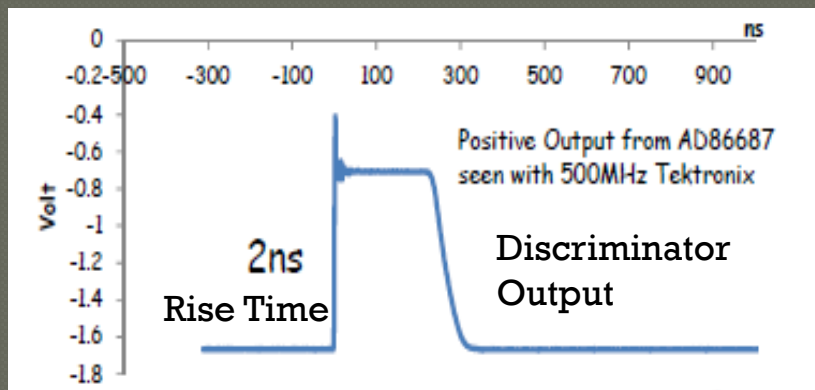 ns
0
-0.2
-500 -300 -100 100 300 500 700 900
-0.4
-0.6
-0.8
-1
-1.2
-1.4
-1.6
-1.8
Volt
Positive Output from AD86687
seen with 500MHz Tektronix
2ns
Rise Time
Discriminator
Output